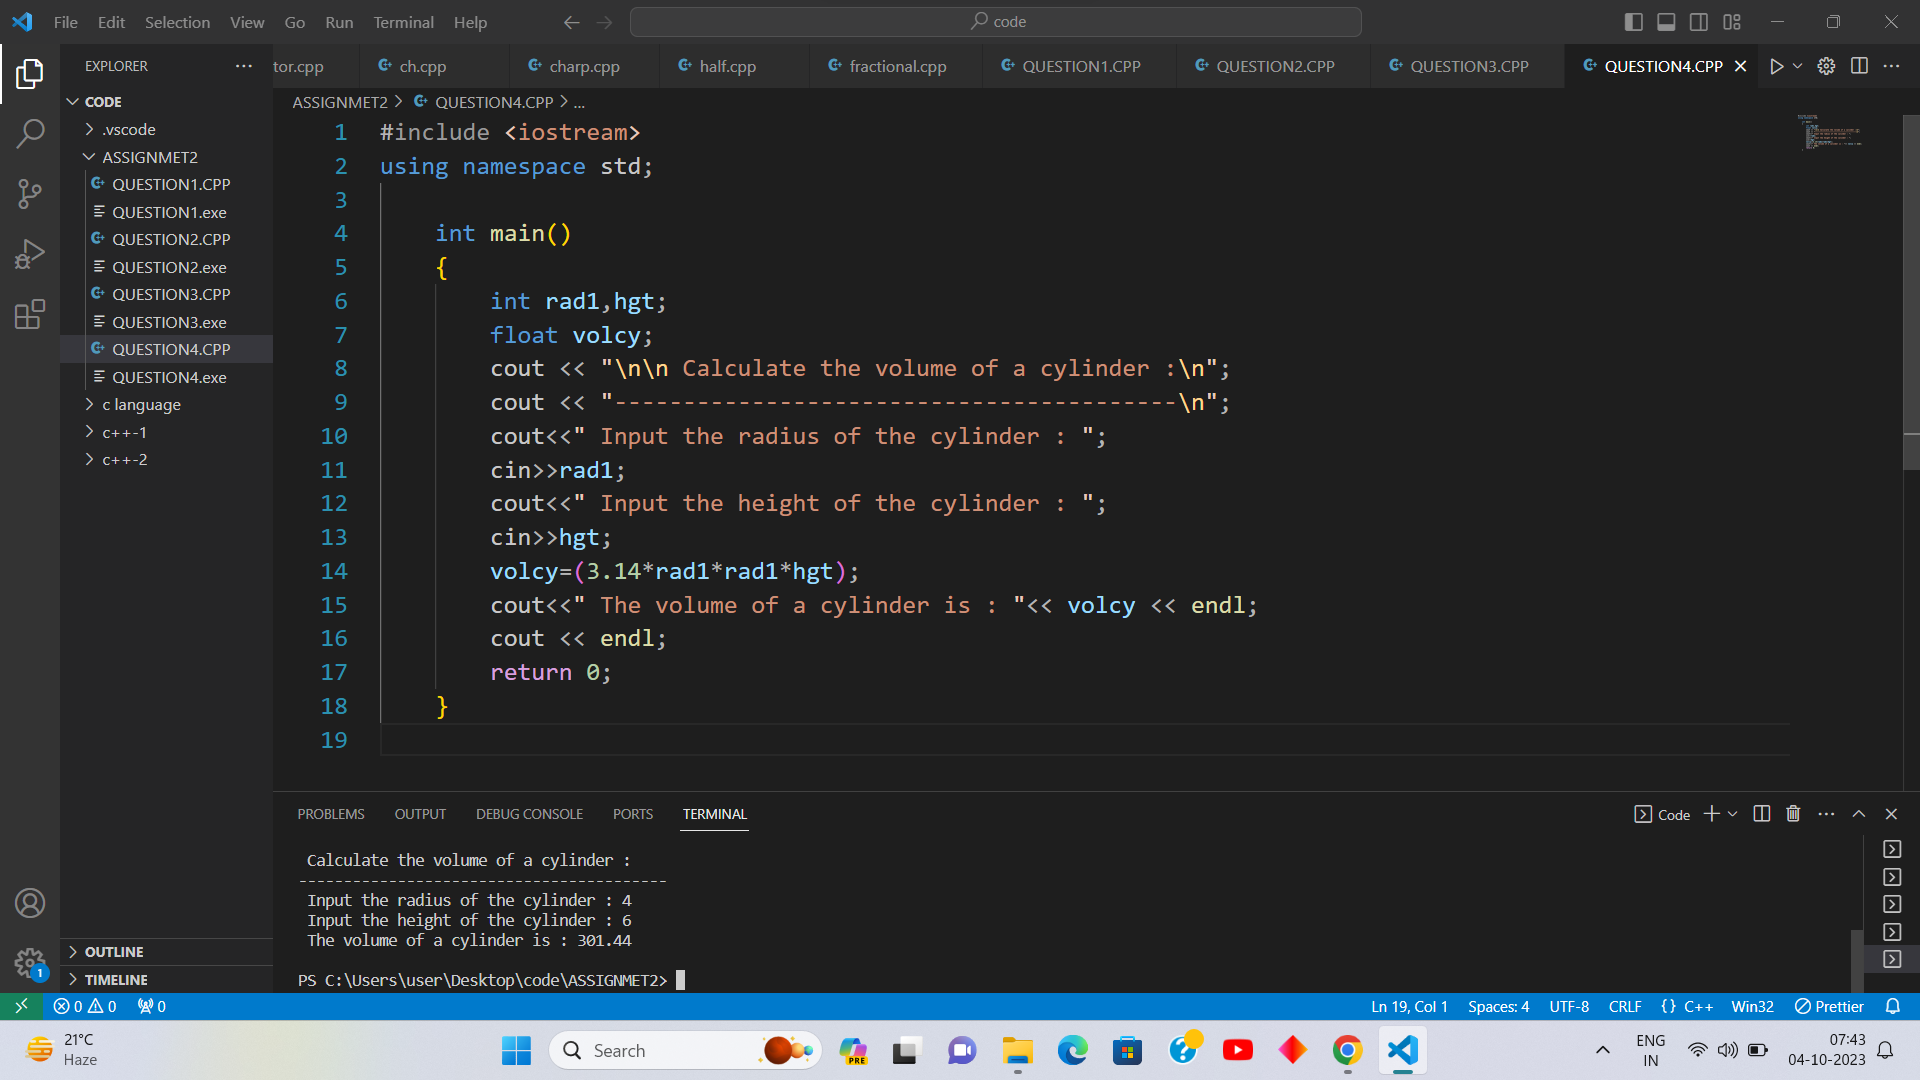 File Edit Selection View Go Run Terminal Help
code
EXPLORER
CODE
.vscode
ASSIGNMET2
QUESTION1.CPP
QUESTION1.exe
QUESTION2.CPP
QUESTION2.exe
QUESTION3.CPP
QUESTION3.exe
QUESTION4.CPP
QUESTION4.exe
c language
c++-1
c++-2
OUTLINE
TIMELINE
tor.cpp ch.cpp charp.cpp half.cpp fractional.cpp QUESTION1.CPP QUESTION2.CPP QUESTION3.CPP QUESTION4.CPP
ASSIGNMET2 > QUESTION4.CPP > ...
1 #include <iostream>
2 using namespace std;
3
4 int main()
5 {
6 int rad1,hgt;
7 float volcy;
8 cout << "\n\n Calculate the volume of a cylinder :\n";
9 cout << "-----------------------------------------\n";
10 cout<<" Input the radius of the cylinder : ";
11 cin>>rad1;
12 cout<<" Input the height of the cylinder : ";
13 cin>>hgt;
14 volcy=(3.14*rad1*rad1*hgt);
15 cout<<" The volume of a cylinder is : "<< volcy << endl;
16 cout << endl;
17 return 0;
18 }
19
PROBLEMS OUTPUT DEBUG CONSOLE PORTS TERMINAL
Code
Calculate the volume of a cylinder :
-----------------------------------------
Input the radius of the cylinder : 4
Input the height of the cylinder : 6
The volume of a cylinder is : 301.44
PS C:\Users\user\Desktop\code\ASSIGNMET2>
1
0 0 0
Ln 19, Col 1 Spaces: 4 UTF-8 CRLF {} C++ Win32 Prettier
21°C
Haze
Search
PRE
ENG
IN
07:43
04-10-2023